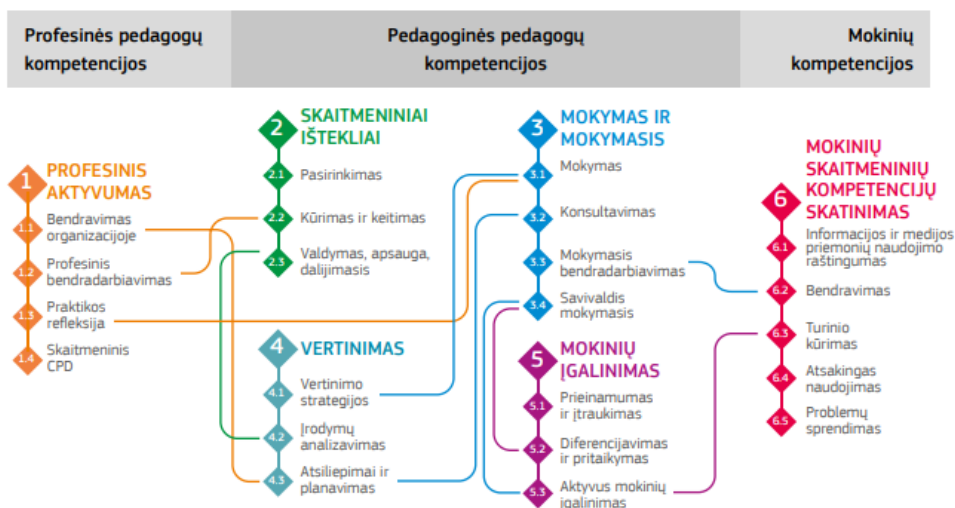 Profesinės pedagogų
kompetencijos
Pedagoginės pedagogų
kompetencijos
Mokinių
kompetencijos
1
PROFESINIS
AKTYVUMAS
1.1
Bendravimas
organizacijoje
1.2
Profesinis
bendradarbiavimas
1.3
Praktikos
refleksija
1.4
Skaitmeninis
CPD
2
SKAITMENINIAI
IŠTEKLIAI
2.1
Pasirinkimas
2.2
Kūrimas ir keitimas
2.3
Valdymas, apsauga,
dalijimasis
4
VERTINIMAS
4.1
Vertinimo
strategijos
4.2
Įrodymų
analizavimas
4.3
Atsiliepimai ir
planavimas
3
MOKYMAS IR
MOKYMASIS
3.1
Mokymas
3.2
Konsultavimas
3.3
Mokymasis
bendradarbiavimas
3.4
Savivaldis
mokymasis
5
MOKINIŲ
ĮGALINIMAS
5.1
Prieinamumas
ir įtraukimas
5.2
Diferencijavimas
ir pritaikymas
5.3
Aktyvus mokinių
įgalinimas
6
MOKINIŲ
SKAITMENINIŲ
KOMPETENCIJŲ
SKATINIMAS
6.1
Informacijos ir medijos
priemonių naudojimo
raštingumas
6.2
Bendravimas
6.3
Turinio
kūrimas
6.4
Atsakingas
naudojimas
6.5
Problemų
sprendimas